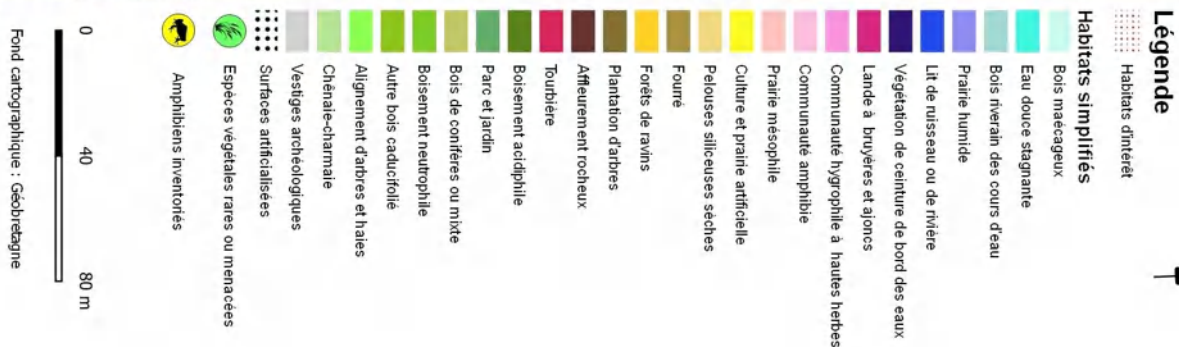 Légende
Habitats d'intérêt
Habitats simplifiés
Bois maécageux
Eau douce stagnante
Bois riverain des cours d'eau
Prairie humide
Lit de ruisseau ou de rivière
Végétation de ceinture de bord des eaux
Lande à bruyères et ajoncs
Communauté hygrophile à hautes herbes
Communauté amphibie
Prairie mésophile
Culture et prairie artificielle
Pelouses siliceuses sèches
Fourré
Forêts de ravins
Plantation d'arbres
Affleurement rocheux
Tourbière
Boisement acidiphile
Parc et jardin
Bois de conifères ou mixte
Boisement neutrophile
Autre bois caducifolié
Alignement d'arbres et haies
Chênaie-charmaie
Vestiges archéologiques
Surfaces artificialisées
Espèces végétales rares ou menacées
Amphibiens inventoriés
0 40 80 m
Fond cartographique : Géobretagne